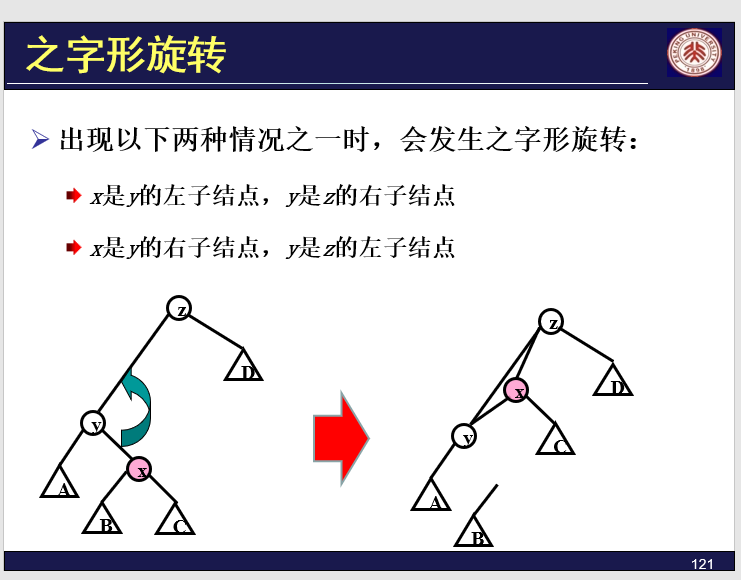 之字形旋转
PEKING UNIVERSITY
1898
出现以下两种情况之一时，会发生之字形旋转：
x是y的左子结点，y是z的右子结点
x是y的右子结点，y是z的左子结点
z
D
y
x
A
B
C
z
x
D
y
C
A
B
121